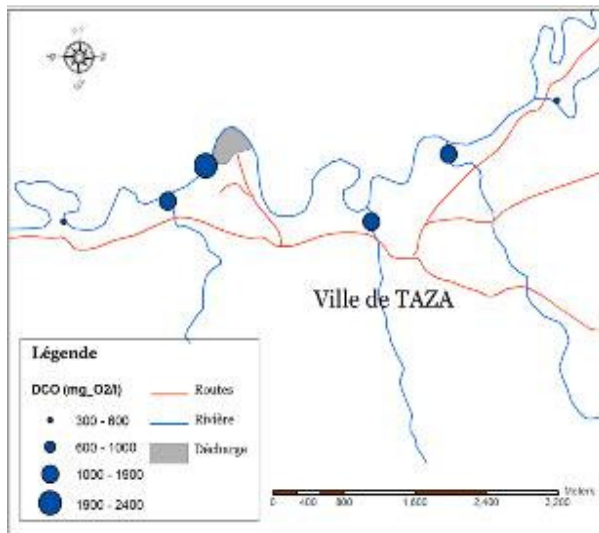 Ville de TAZA
Légende
DCO (mg_O2/l)
300 - 600
600 - 1000
1000 - 1900
1900 - 2400
Routes
Rivière
Décharge
Meters
0 400 800 1,600 2,400 3,200